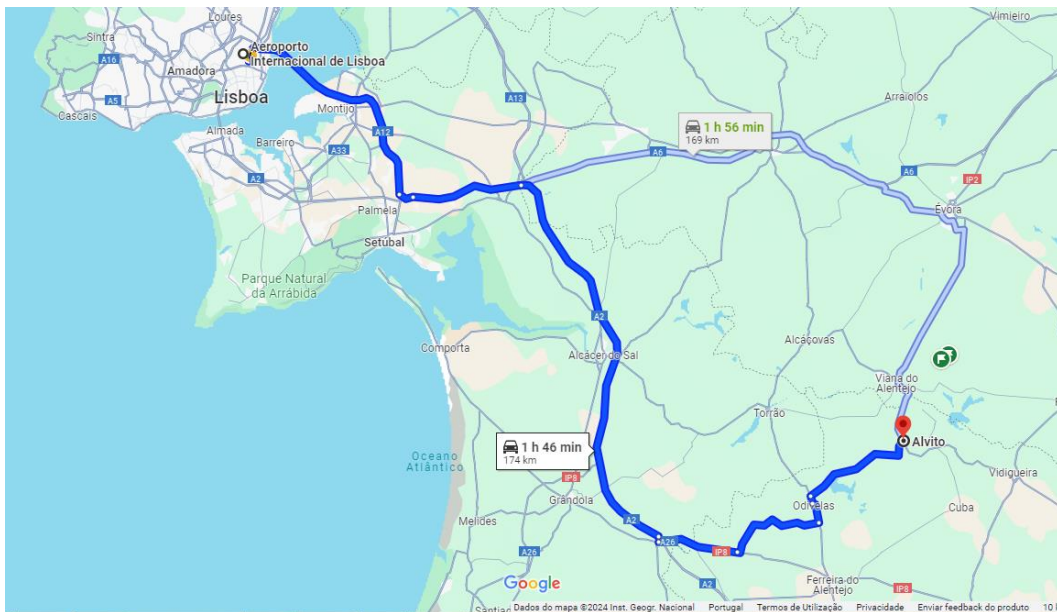 Loures
Sintra
A16
Aeroporto
Internacional de Lisboa
Amadora
Lisboa
A5
Cascais
Montijo
A13
Vimieiro
Arraiolos
1 h 56 min
169 km
A6
A12
Almada
Barreiro
A33
A2
A6
IP2
Palmela
Évora
Setúbal
Parque Natural
da Arrábida
A2
Comporta
Alcácer do Sal
Alcáçovas
Viana do
Alentejo
Torrão
Alvito
1 h 46 min
174 km
Oceano
Atlântico
IP8
Vidigueira
Grândola
Odivelas
Cuba
Melides
A2
A26
A26
IP8
Google
A2
Ferreira do
Alentejo
IP8
Dados do mapa ©2024 Inst. Geogr. Nacional Portugal Termos de Utilização Privacidade Enviar feedback do produto